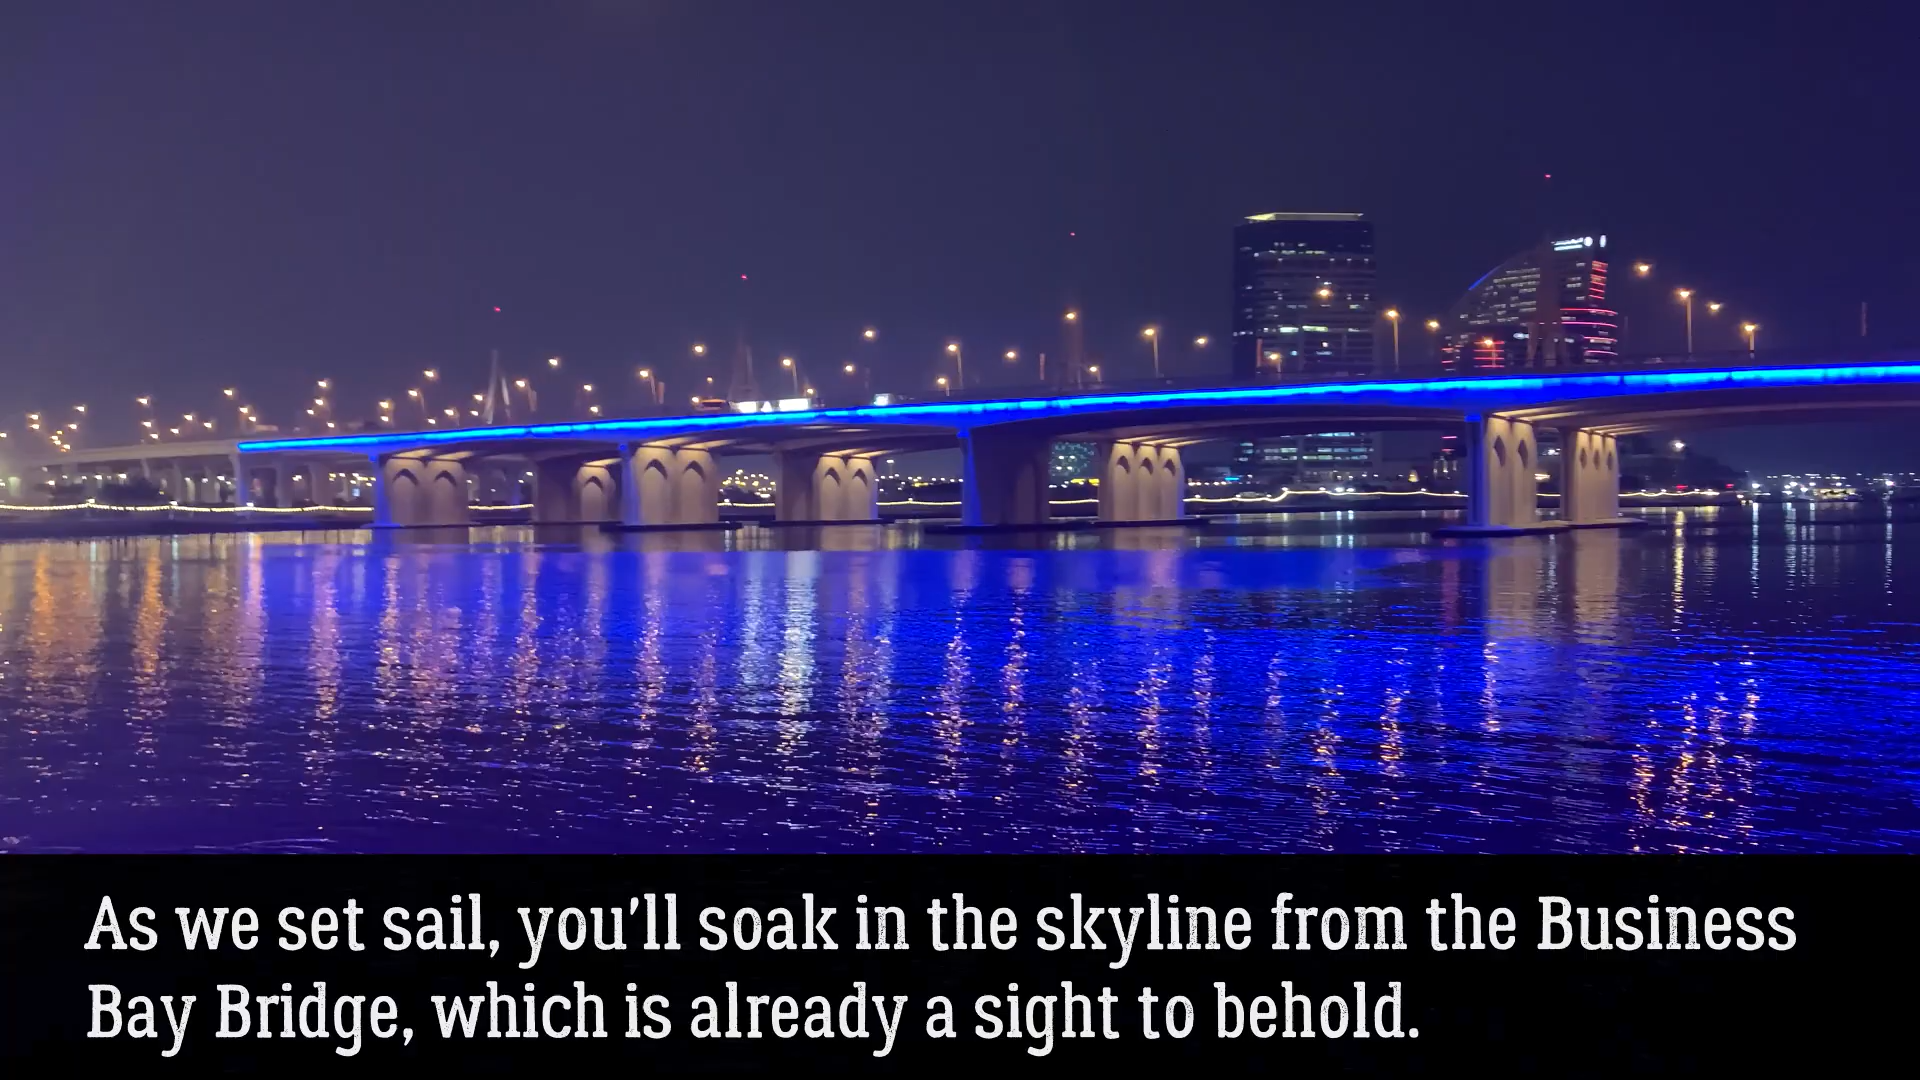 As we set sail, you'll soak in the skyline from the Business
Bay Bridge, which is already a sight to behold.